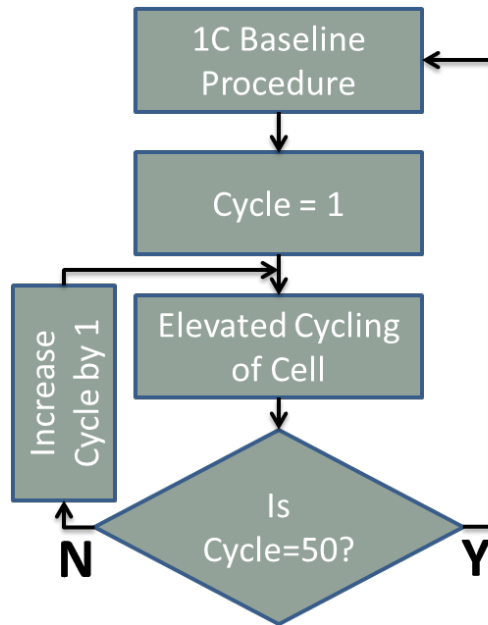 1C Baseline
Procedure
Cycle = 1
Elevated Cycling
of Cell
Increase
Cycle by 1
Is
Cycle=50?
N
Y